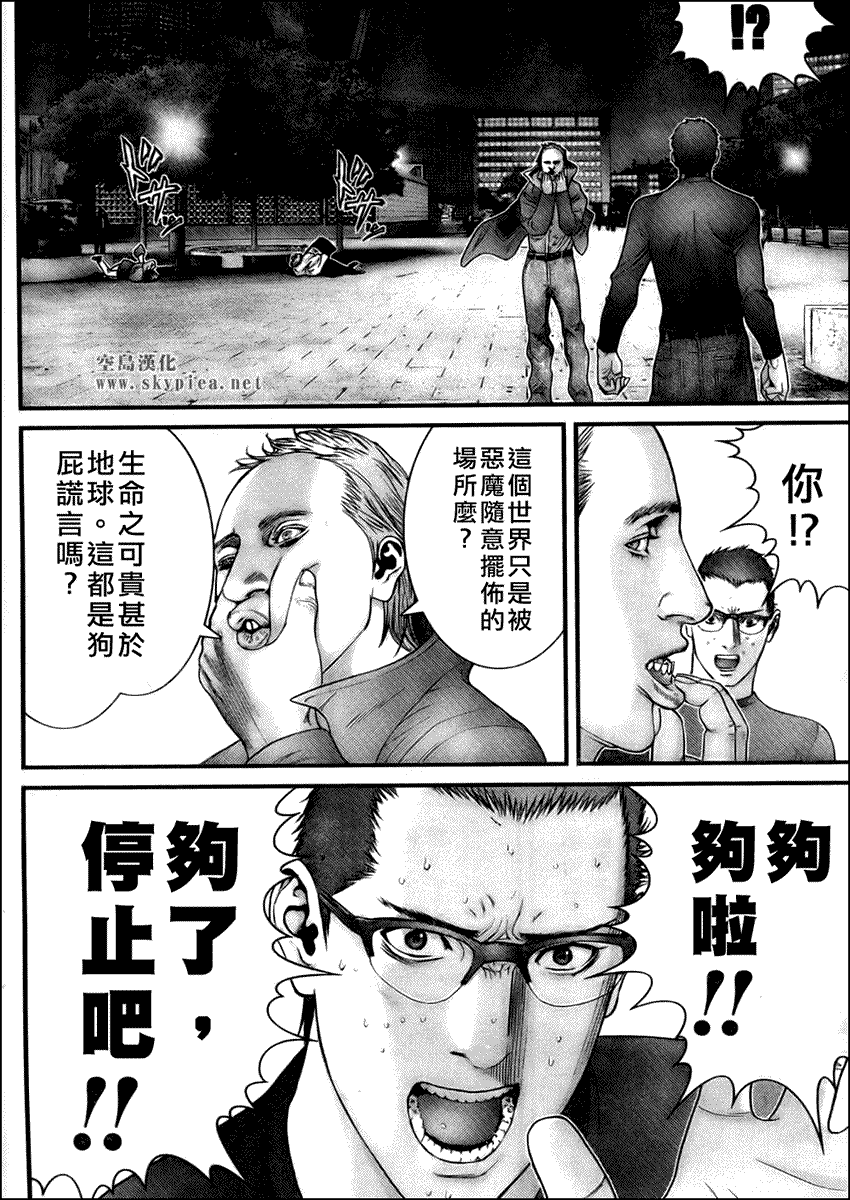 !?
ドサッ
ドサッ
空島漢化
www.skypiea.net
你!?
這個世界只是被
惡魔隨意擺佈的
場所麼？
生命之可貴甚於
地球。這都是狗
屁謊言嗎？
夠
夠啦!!
夠了，
停止吧!!